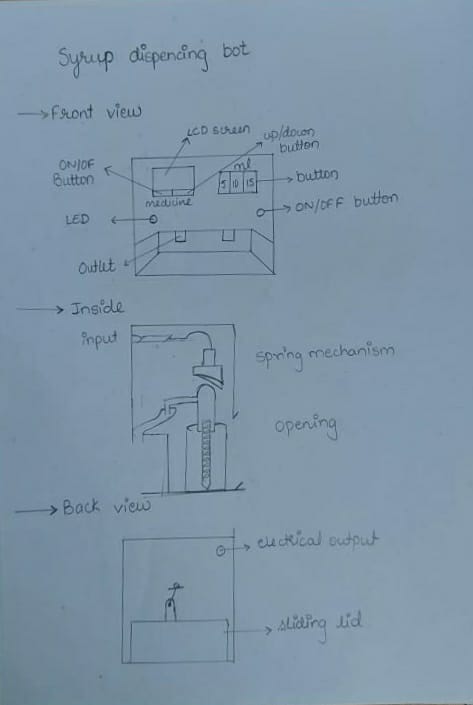 Syrup dispencing bot
→ Front view
LCD screen
up/down
button
ON/OF
Button
ml
5 10 15
button
medicine
LED
ON/OFF button
Outlet
→ Inside
input
spring mechanism
opening
→ Back view
electrical output
sliding lid